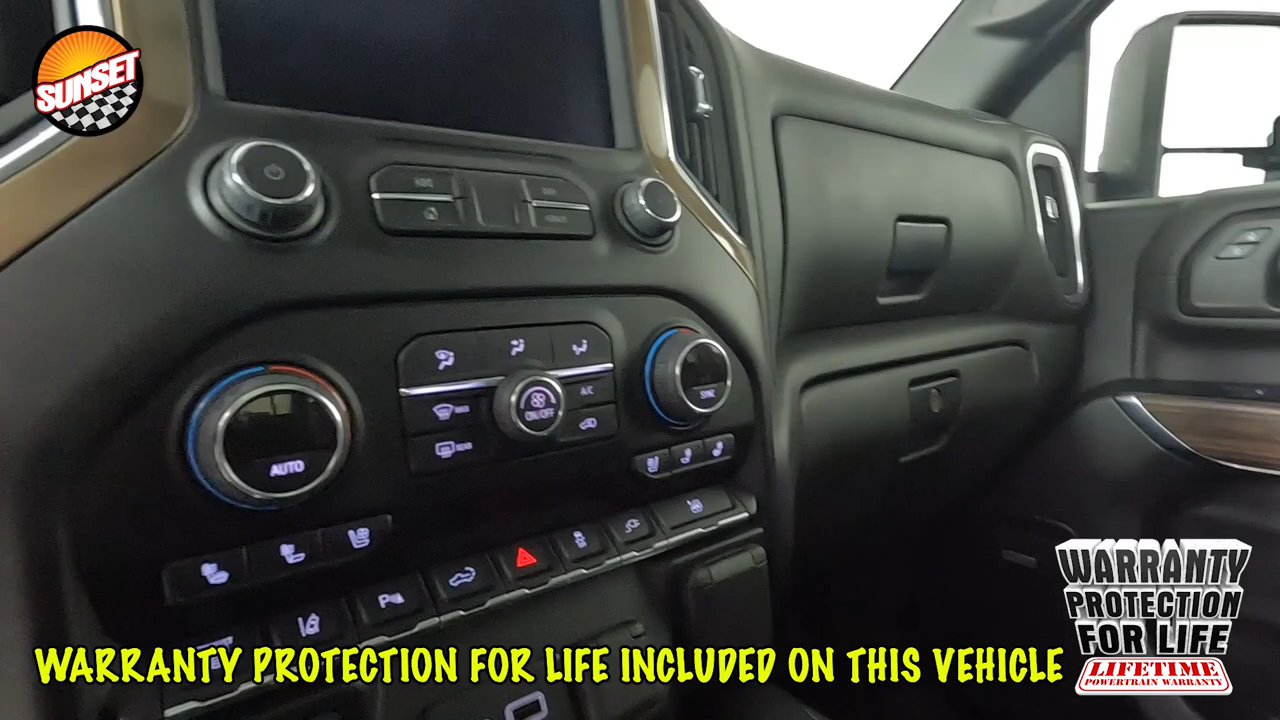 SUNSET
AUTO
ON/OFF
A/C
REAR
SYNC
WARRANTY PROTECTION FOR LIFE INCLUDED ON THIS VEHICLE
WARRANTY
PROTECTION
FOR LIFE
LIFETIME
POWERTRAIN WARRANTY